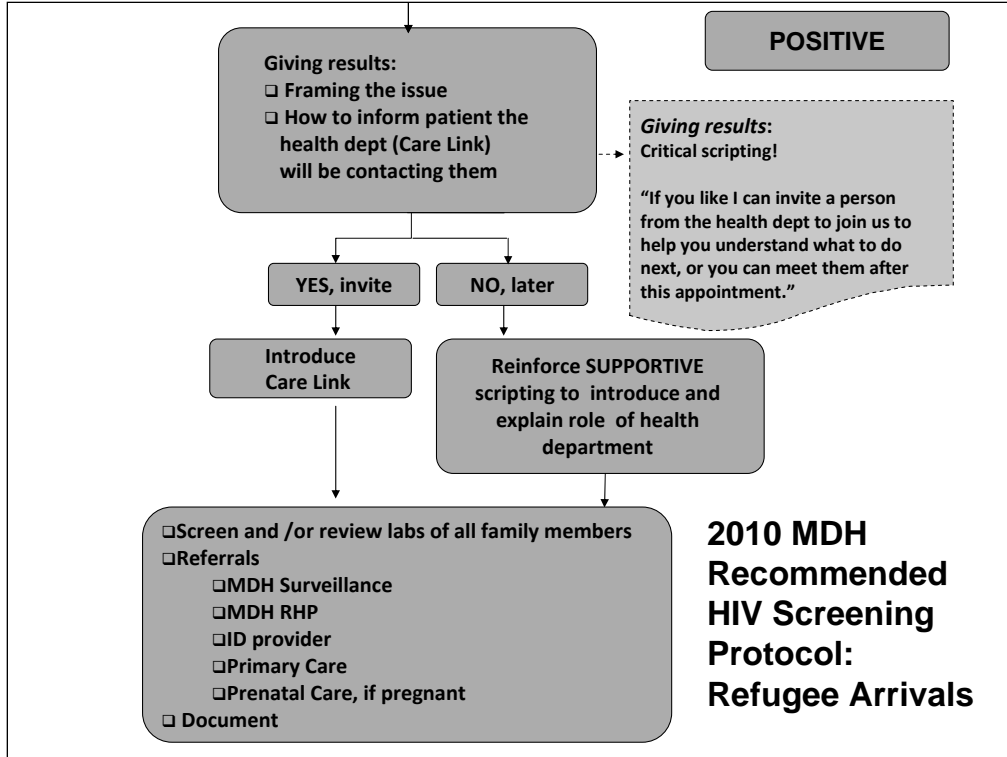 POSITIVE
Giving results:
❑ Framing the issue
❑ How to inform patient the
health dept (Care Link)
will be contacting them
Giving results:
Critical scripting!
“If you like I can invite a person
from the health dept to join us to
help you understand what to do
next, or you can meet them after
this appointment.”
YES, invite
NO, later
Introduce
Care Link
Reinforce SUPPORTIVE
scripting to introduce and
explain role of health
department
❑Screen and /or review labs of all family members
❑Referrals
❑MDH Surveillance
❑MDH RHP
❑ID provider
❑Primary Care
❑Prenatal Care, if pregnant
❑ Document
2010 MDH
Recommended
HIV Screening
Protocol:
Refugee Arrivals